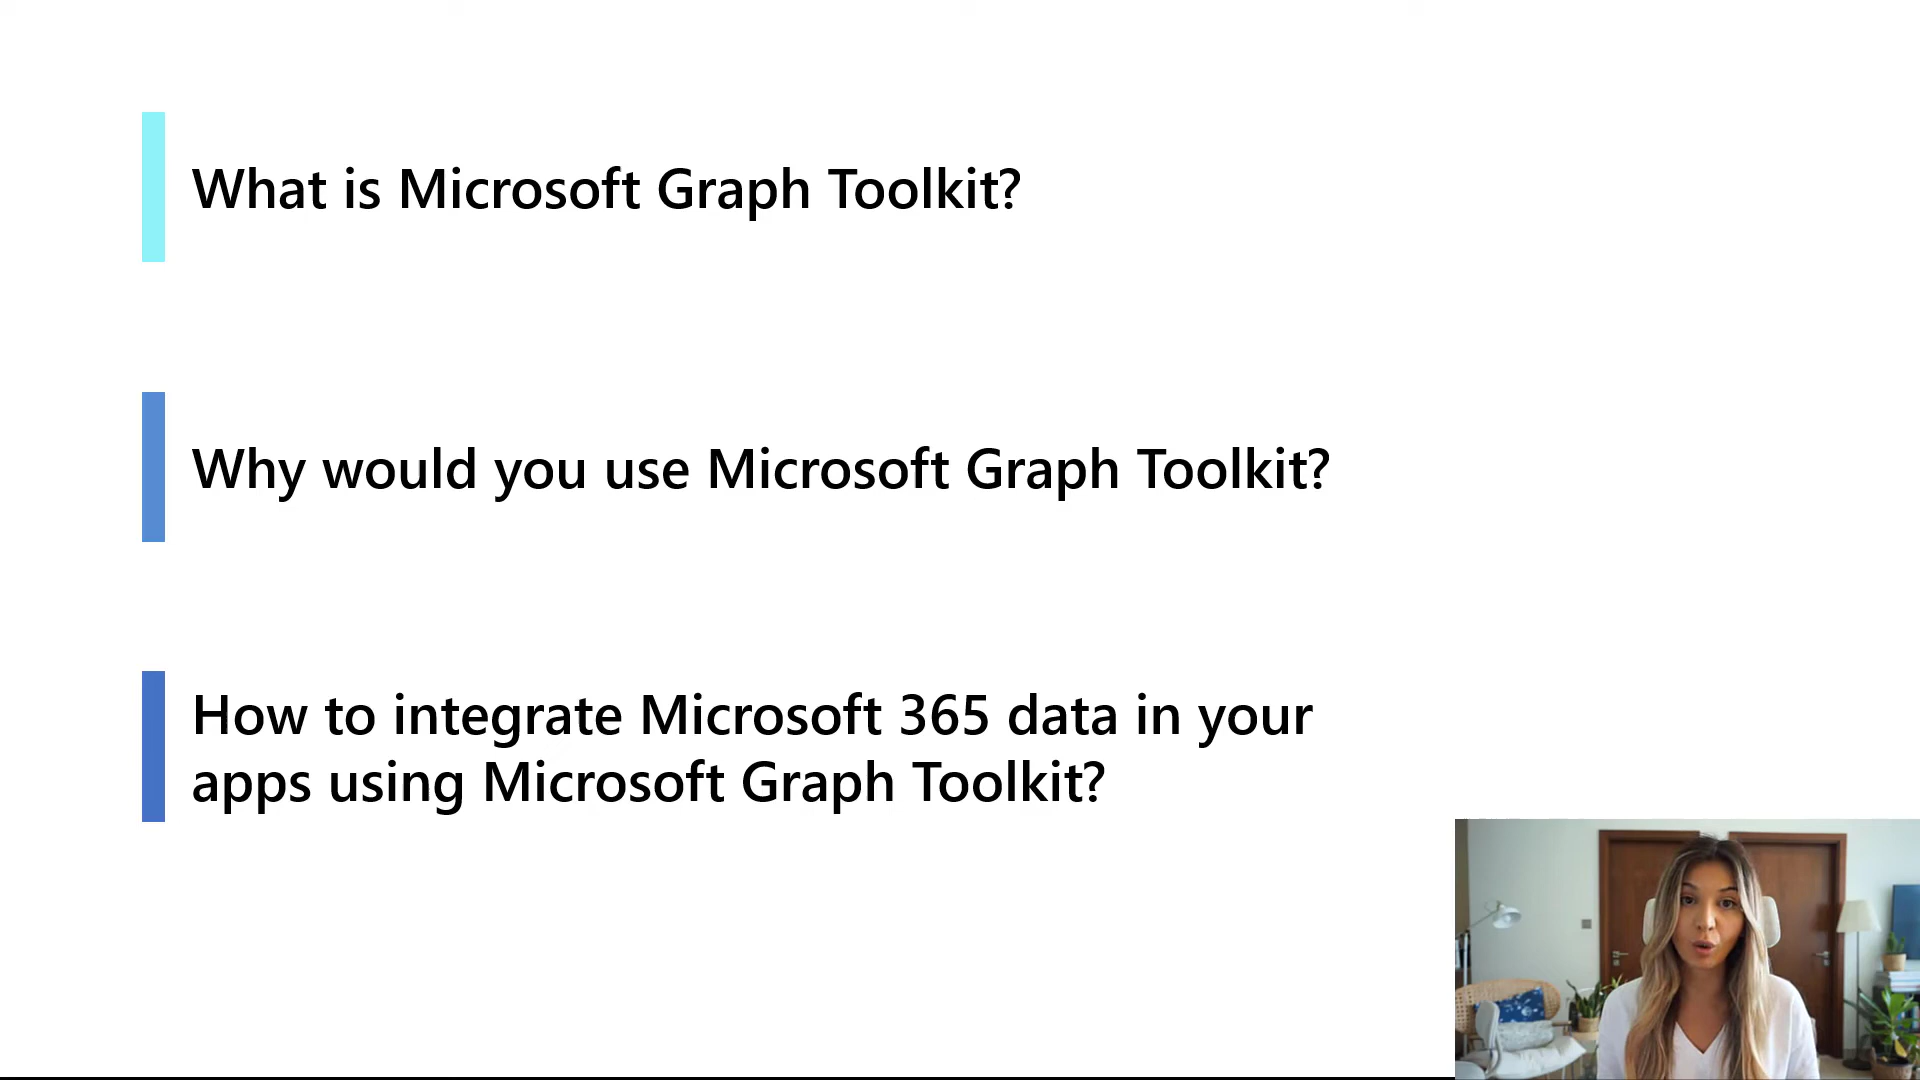 What is Microsoft Graph Toolkit?
Why would you use Microsoft Graph Toolkit?
How to integrate Microsoft 365 data in your
apps using Microsoft Graph Toolkit?